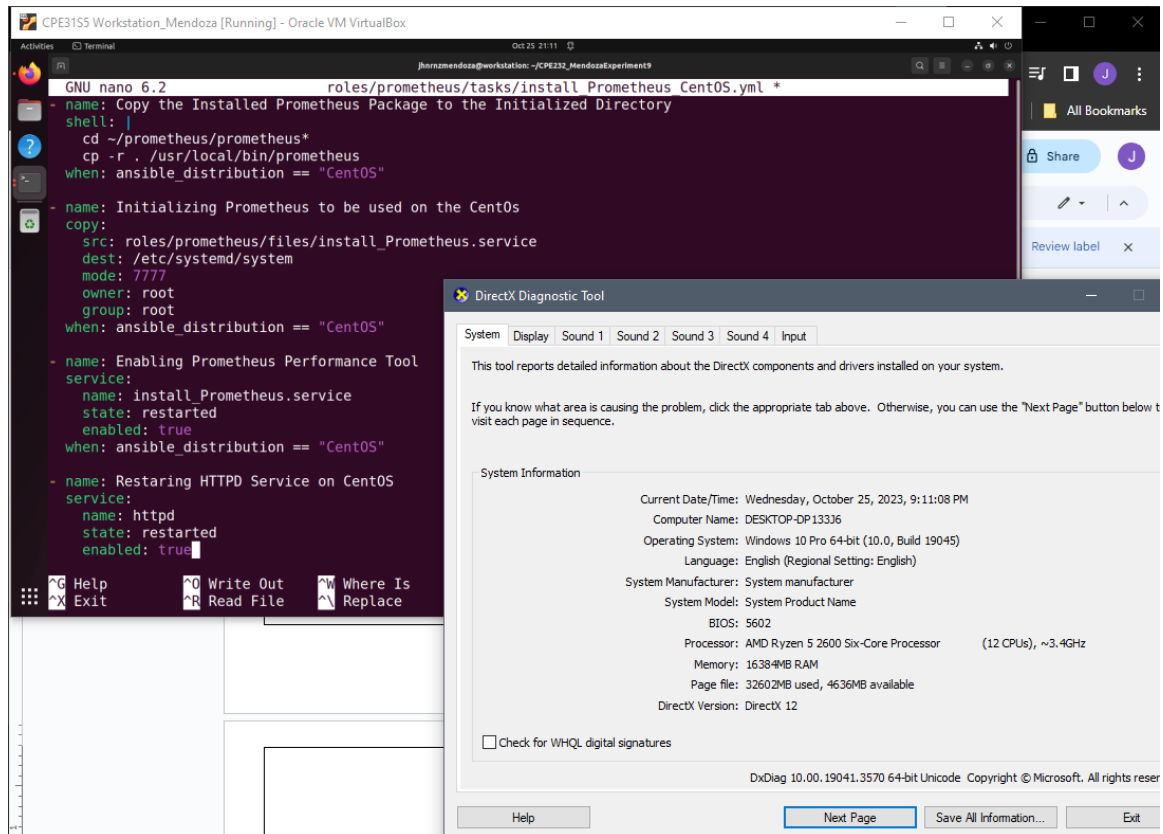 CPE31S5 Workstation_Mendoza [Running] - Oracle VM VirtualBox
Activities Terminal Oct 25 21:11
jhnrnzmendoza@workstation: ~/CPE232_MendozaExperiment9
GNU nano 6.2 roles/prometheus/tasks/install_Prometheus_CentOS.yml *
- name: Copy the Installed Prometheus Package to the Initialized Directory
shell: |
cd ~/prometheus/prometheus*
cp -r . /usr/local/bin/prometheus
when: ansible_distribution == "CentOS"
- name: Initializing Prometheus to be used on the CentOs
copy:
src: roles/prometheus/files/install_Prometheus.service
dest: /etc/systemd/system
mode: 7777
owner: root
group: root
when: ansible_distribution == "CentOS"
- name: Enabling Prometheus Performance Tool
service:
name: install_Prometheus.service
state: restarted
enabled: true
when: ansible_distribution == "CentOS"
- name: Restaring HTTPD Service on CentOS
service:
name: httpd
state: restarted
enabled: true
^G Help ^O Write Out ^W Where Is
^X Exit ^R Read File ^\ Replace
J
All Bookmarks
Share J
Review label
DirectX Diagnostic Tool
System Display Sound 1 Sound 2 Sound 3 Sound 4 Input
This tool reports detailed information about the DirectX components and drivers installed on your system.
If you know what area is causing the problem, click the appropriate tab above. Otherwise, you can use the "Next Page" button below t
visit each page in sequence.
System Information
Current Date/Time: Wednesday, October 25, 2023, 9:11:08 PM
Computer Name: DESKTOP-DP133J6
Operating System: Windows 10 Pro 64-bit (10.0, Build 19045)
Language: English (Regional Setting: English)
System Manufacturer: System manufacturer
System Model: System Product Name
BIOS: 5602
Processor: AMD Ryzen 5 2600 Six-Core Processor (12 CPUs), ~3.4GHz
Memory: 16384MB RAM
Page file: 32602MB used, 4636MB available
DirectX Version: DirectX 12
Check for WHQL digital signatures
DxDiag 10.00.19041.3570 64-bit Unicode Copyright © Microsoft. All rights reser
Help Next Page Save All Information... Exit